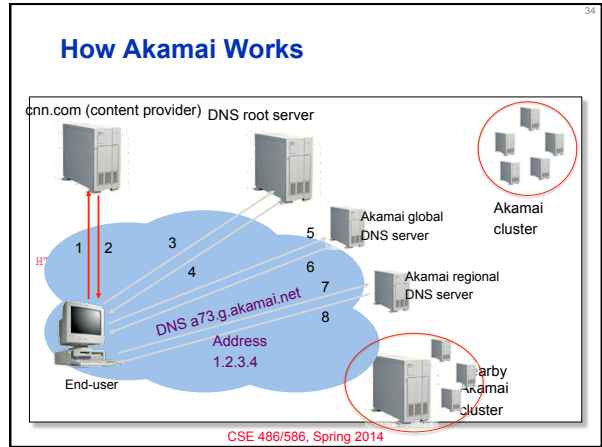 34
How Akamai Works
cnn.com (content provider)
DNS root server
Akamai global
DNS server
Akamai
cluster
1
2
3
4
5
6
7
8
Akamai regional
DNS server
DNS a73.g.akamai.net
Address
1.2.3.4
End-user
Akamai
cluster
CSE 486/586, Spring 2014